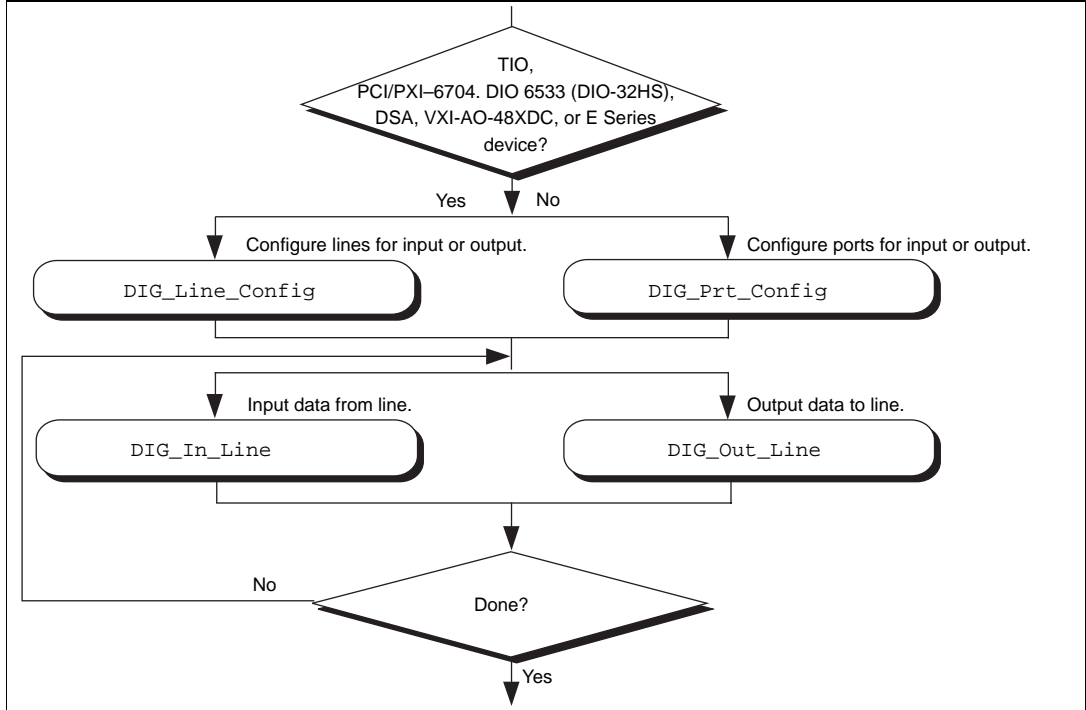 TIO,
PCI/PXI–6704. DIO 6533 (DIO-32HS),
DSA, VXI-AO-48XDC, or E Series
device?
Yes
No
Configure lines for input or output.
Configure ports for input or output.
DIG_Line_Config
DIG_Prt_Config
Input data from line.
Output data to line.
DIG_In_Line
DIG_Out_Line
No
Done?
Yes